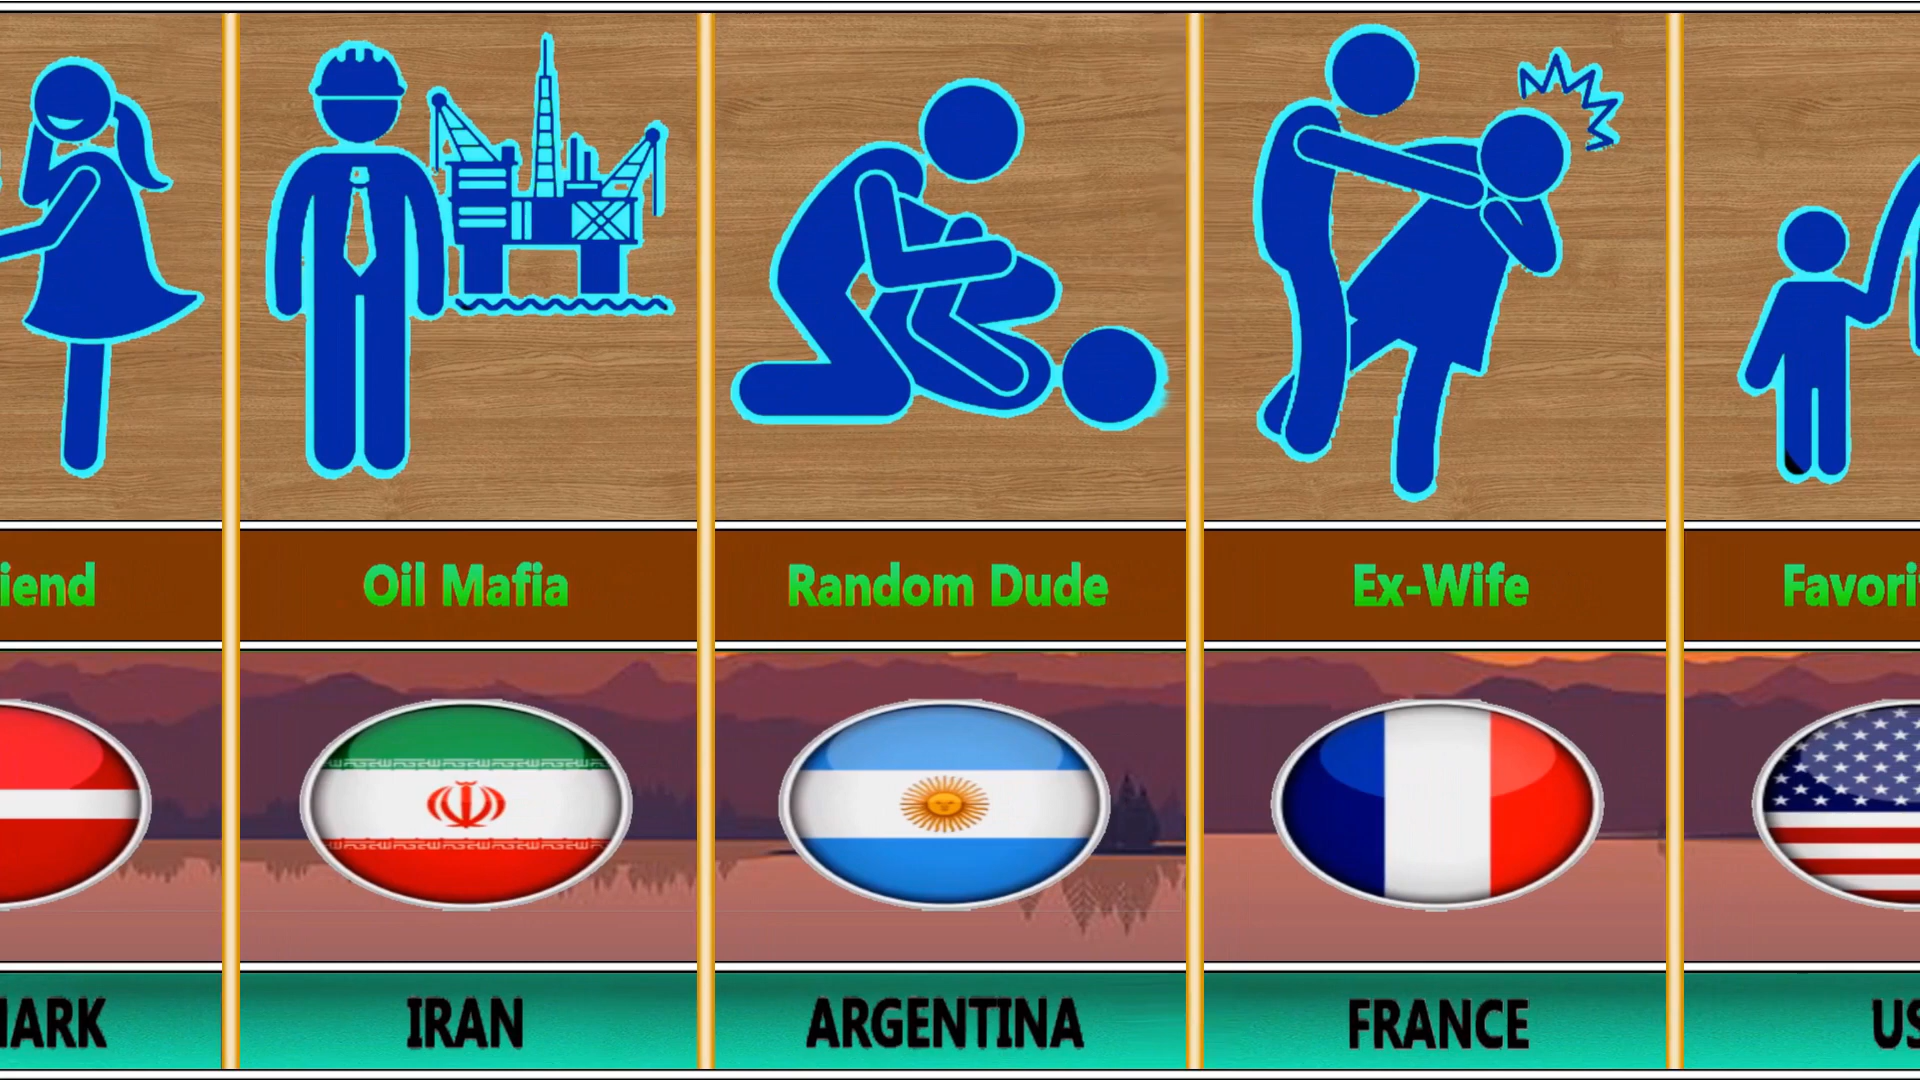 iend
Oil Mafia
Random Dude
Ex-Wife
Favori
ARK
IRAN
ARGENTINA
FRANCE
US